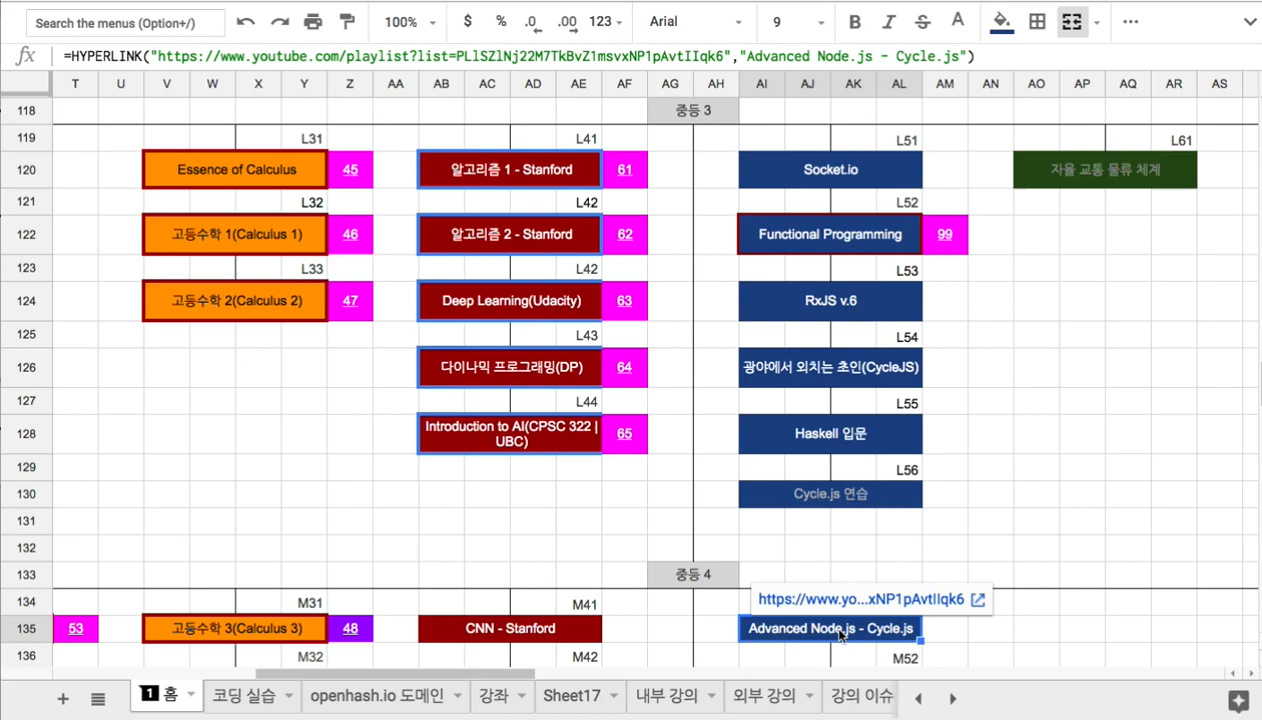 Search the menus (Option+/)
100%
$ % .0 .00 123
Arial
9
B I S A
fx =HYPERLINK("https://www.youtube.com/playlist?list=PLlSZlNj22M7TkBvZ1msvxNP1pAvtIIqk6","Advanced Node.js - Cycle.js")
T U V W X Y Z AA AB AC AD AE AF AG AH AI AJ AK AL AM AN AO AP AQ AR AS
118 중등 3
119 L31 L41 L51 L61
120 Essence of Calculus 45 알고리즘 1 - Stanford 61 Socket.io 자율 교통 물류 체계
121 L32 L42 L52
122 고등수학 1(Calculus 1) 46 알고리즘 2 - Stanford 62 Functional Programming 99
123 L33 L42 L53
124 고등수학 2(Calculus 2) 47 Deep Learning(Udacity) 63 RxJS v.6
125 L43 L54
126 다이나믹 프로그래밍(DP) 64 광야에서 외치는 초인(CycleJS)
127 L44 L55
128 Introduction to AI(CPSC 322 |
UBC) 65 Haskell 입문
129 L56
130 Cycle.js 연습
131
132
133 중등 4
134 M31 M41 https://www.yo...xNP1pAvtIIqk6
135 53 고등수학 3(Calculus 3) 48 CNN - Stanford Advanced Node.js - Cycle.js
136 M32 M42 M52
1 홈 코딩 실습 openhash.io 도메인 강좌 Sheet17 내부 강의 외부 강의 강의 이슈